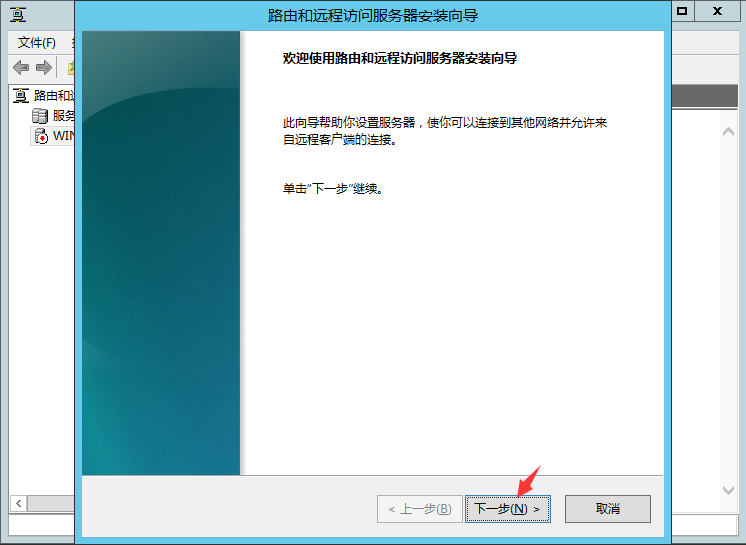 路由和远程访问服务器安装向导
文件(F)
路由和远
服务
WIN
欢迎使用路由和远程访问服务器安装向导
此向导帮助你设置服务器，使你可以连接到其他网络并允许来
自远程客户端的连接。
单击"下一步"继续。
< 上一步(B)
下一步(N) >
取消